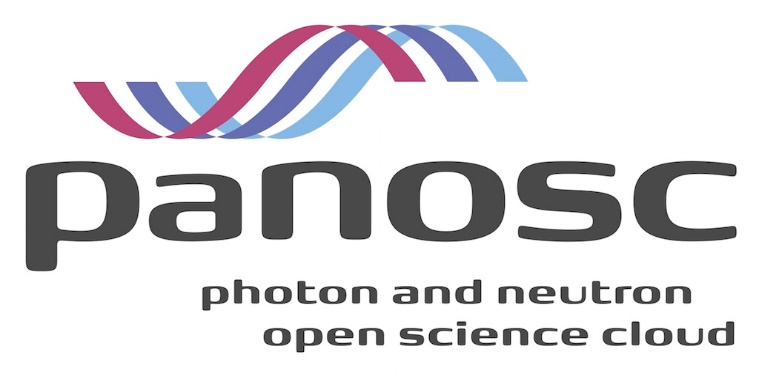 panosc
photon and neutron
open science cloud